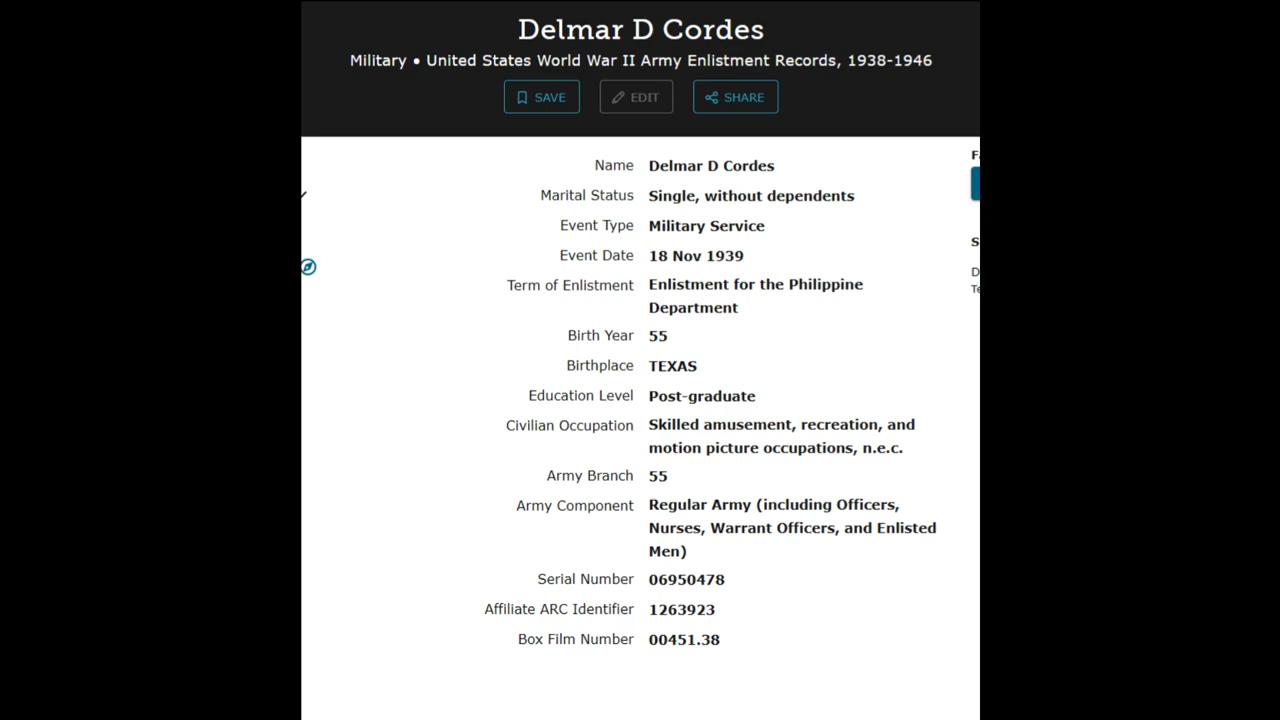 Delmar D Cordes
Military ● United States World War II Army Enlistment Records, 1938-1946
SAVE EDIT SHARE
Name Delmar D Cordes
Marital Status Single, without dependents
Event Type Military Service
Event Date 18 Nov 1939
Term of Enlistment Enlistment for the Philippine
Department
Birth Year 55
Birthplace TEXAS
Education Level Post-graduate
Civilian Occupation Skilled amusement, recreation, and
motion picture occupations, n.e.c.
Army Branch 55
Army Component Regular Army (including Officers,
Nurses, Warrant Officers, and Enlisted
Men)
Serial Number 06950478
Affiliate ARC Identifier 1263923
Box Film Number 00451.38